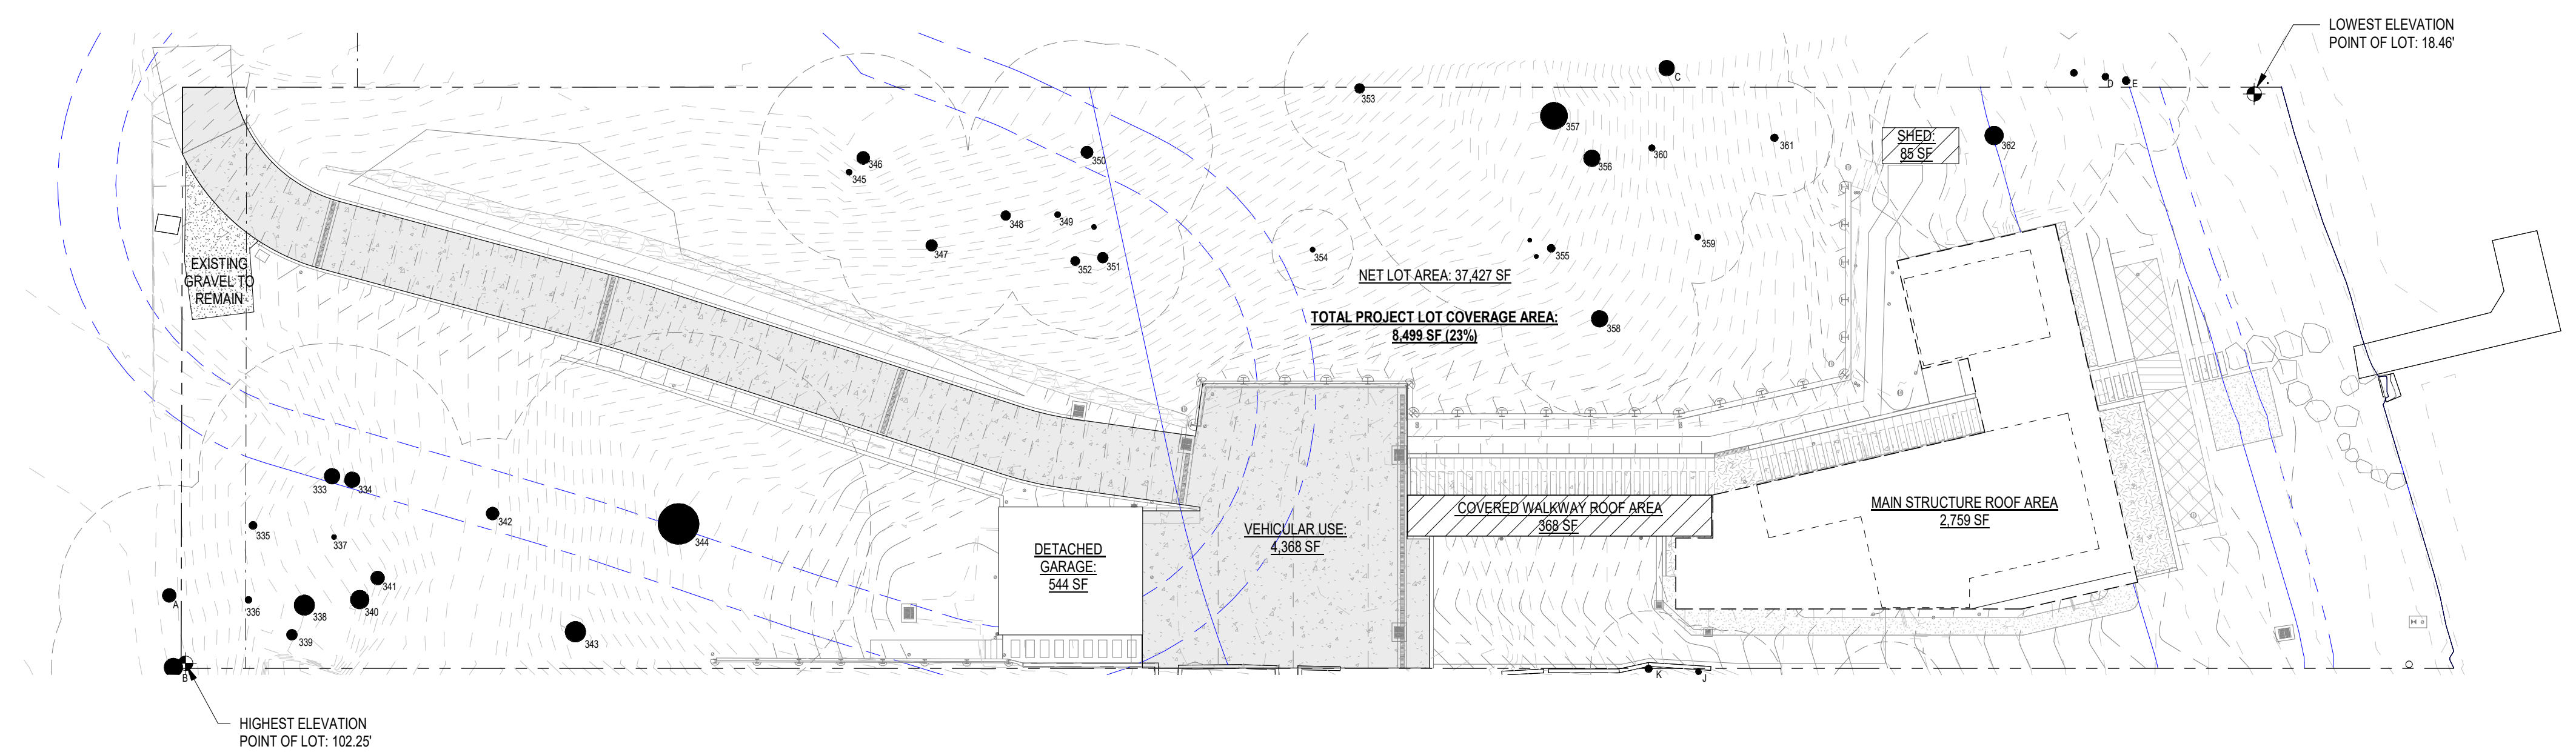 LOWEST ELEVATION
POINT OF LOT: 18.46'
C
D
E
353
357
SHED:
85 SF
362
361
360
356
350
346
345
348
349
347
352
351
354
355
359
NET LOT AREA: 37,427 SF
TOTAL PROJECT LOT COVERAGE AREA:
8,499 SF (23%)
358
EXISTING
GRAVEL TO
REMAIN
333
334
335
337
342
344
341
336
338
340
339
343
A
B
DETACHED
GARAGE:
544 SF
VEHICULAR USE:
4,368 SF
COVERED WALKWAY ROOF AREA
368 SF
MAIN STRUCTURE ROOF AREA
2,759 SF
K
J
HIGHEST ELEVATION
POINT OF LOT: 102.25'